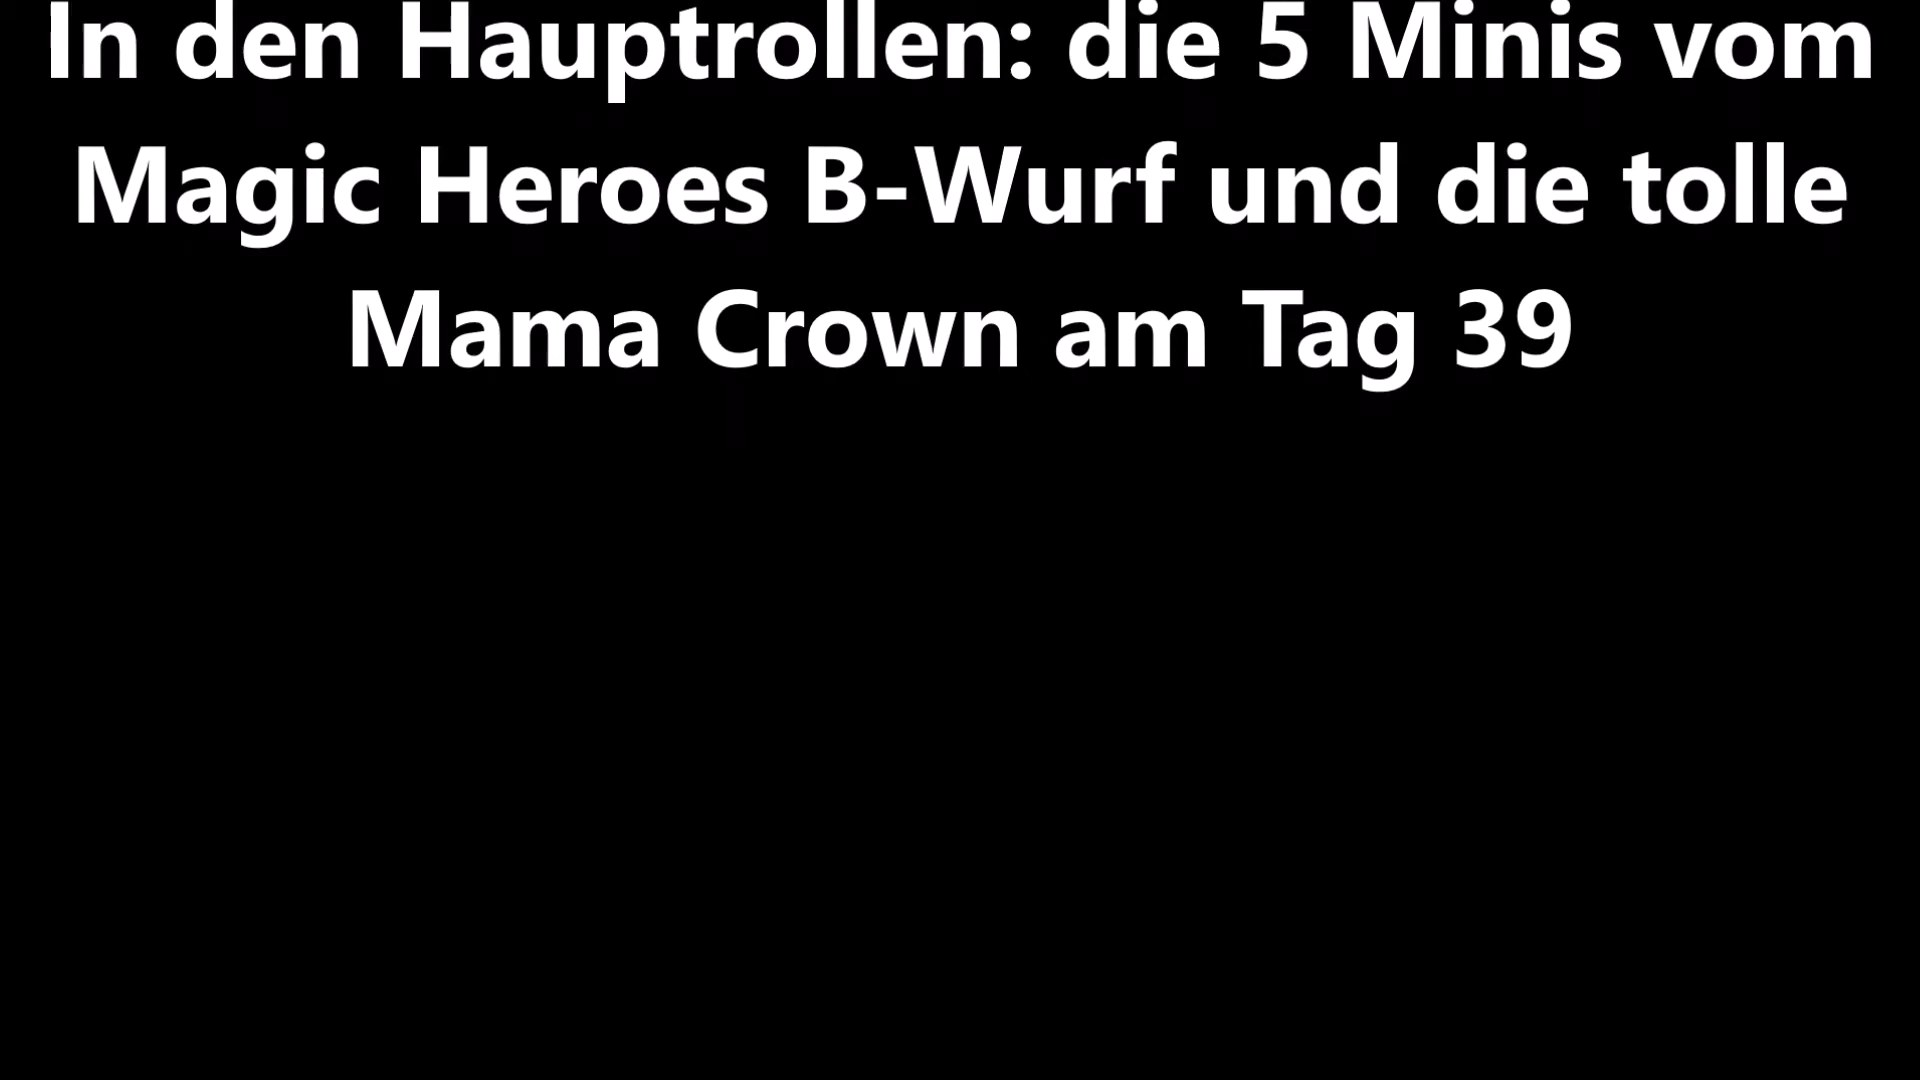 In den Hauptrollen: die 5 Minis vom
Magic Heroes B-Wurf und die tolle
Mama Crown am Tag 39